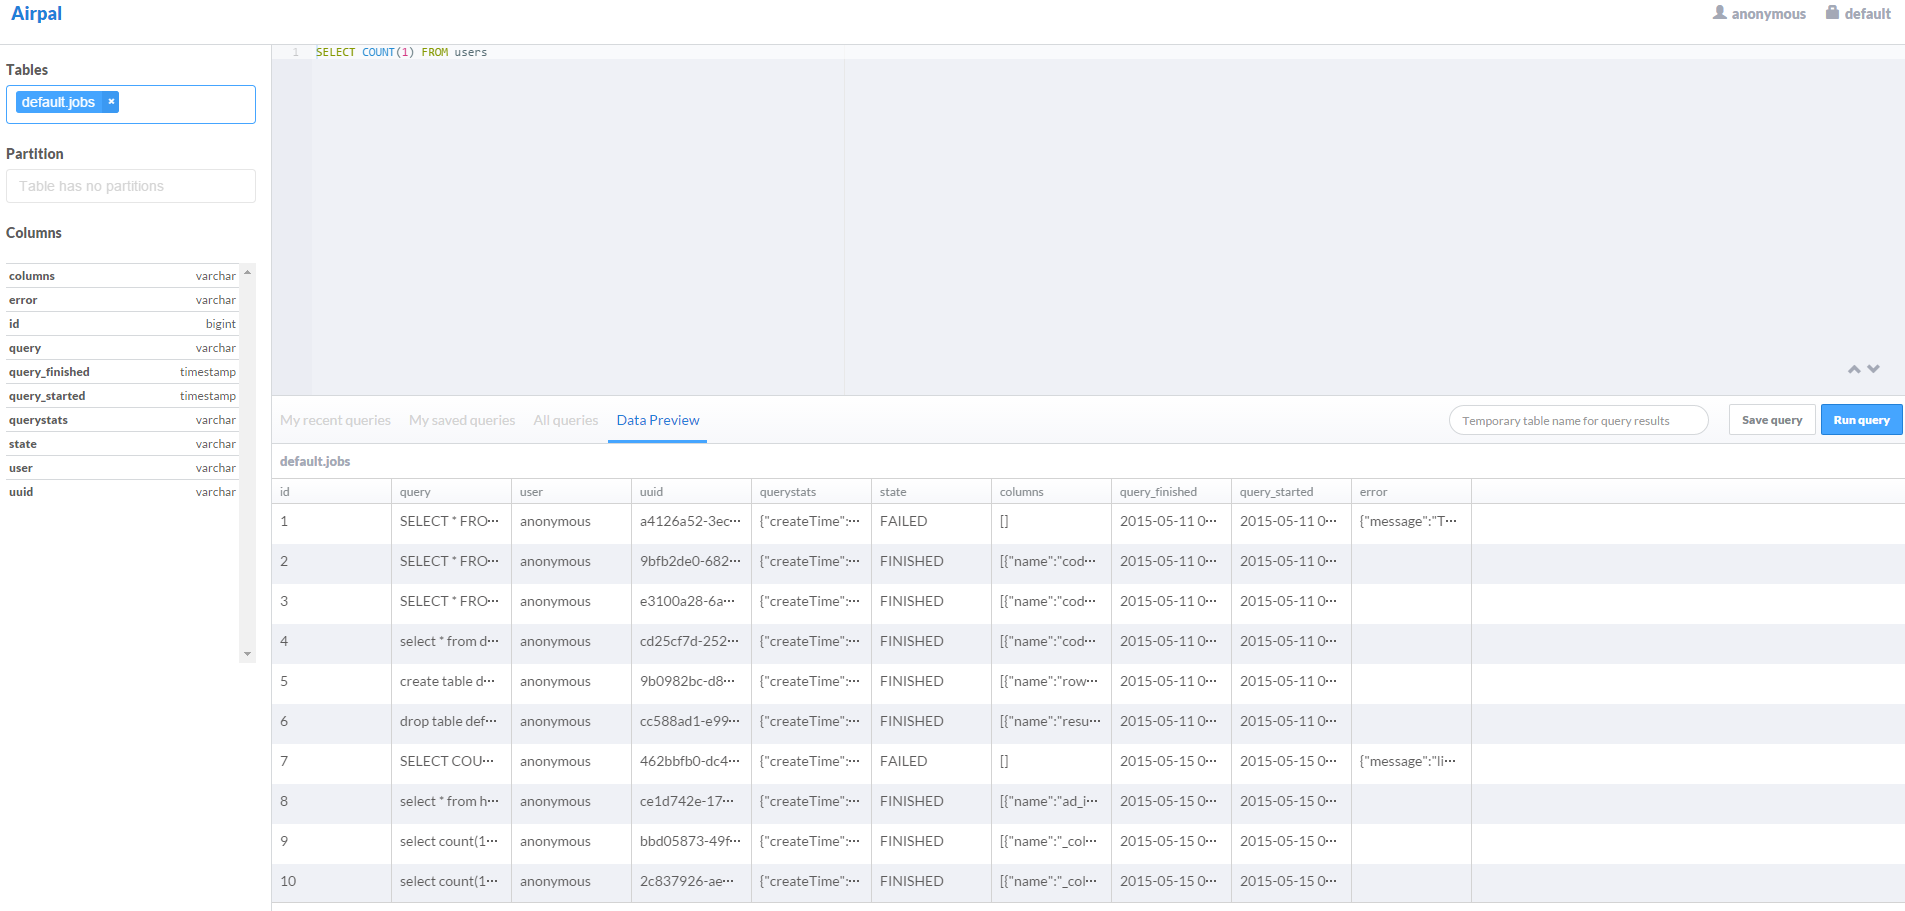 Airpal
anonymous default
Tables
default.jobs ×
Partition
Table has no partitions
Columns
columns varchar
error varchar
id bigint
query varchar
query_finished timestamp
query_started timestamp
querystats varchar
state varchar
user varchar
uuid varchar
1 SELECT COUNT(1) FROM users
My recent queries My saved queries All queries Data Preview Temporary table name for query results Save query Run query
default.jobs
id query user uuid querystats state columns query_finished query_started error
1 SELECT * FRO··· anonymous a4126a52-3ec··· {"createTime":··· FAILED [] 2015-05-11 0··· 2015-05-11 0··· {"message":"T···
2 SELECT * FRO··· anonymous 9bfb2de0-682··· {"createTime":··· FINISHED [{"name":"cod··· 2015-05-11 0··· 2015-05-11 0···
3 SELECT * FRO··· anonymous e3100a28-6a··· {"createTime":··· FINISHED [{"name":"cod··· 2015-05-11 0··· 2015-05-11 0···
4 select * from d··· anonymous cd25cf7d-252··· {"createTime":··· FINISHED [{"name":"cod··· 2015-05-11 0··· 2015-05-11 0···
5 create table d··· anonymous 9b0982bc-d8··· {"createTime":··· FINISHED [{"name":"row··· 2015-05-11 0··· 2015-05-11 0···
6 drop table def··· anonymous cc588ad1-e99··· {"createTime":··· FINISHED [{"name":"resu··· 2015-05-11 0··· 2015-05-11 0···
7 SELECT COU··· anonymous 462bbfb0-dc4··· {"createTime":··· FAILED [] 2015-05-15 0··· 2015-05-15 0··· {"message":"li···
8 select * from h··· anonymous ce1d742e-17··· {"createTime":··· FINISHED [{"name":"ad_i··· 2015-05-15 0··· 2015-05-15 0···
9 select count(1··· anonymous bbd05873-49f··· {"createTime":··· FINISHED [{"name":"_col··· 2015-05-15 0··· 2015-05-15 0···
10 select count(1··· anonymous 2c837926-ae··· {"createTime":··· FINISHED [{"name":"_col··· 2015-05-15 0··· 2015-05-15 0···